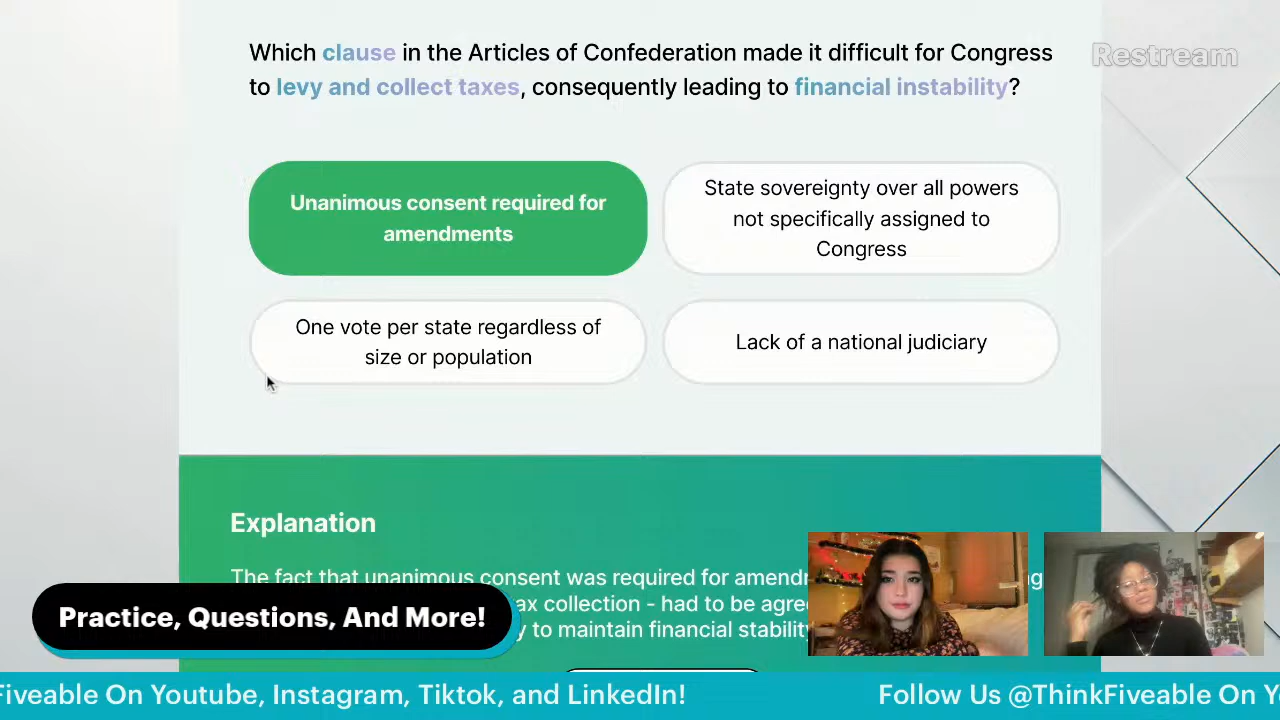 Which clause in the Articles of Confederation made it difficult for Congress
to levy and collect taxes, consequently leading to financial instability?
Restream
Unanimous consent required for
amendments
State sovereignty over all powers
not specifically assigned to
Congress
One vote per state regardless of
size or population
Lack of a national judiciary
Explanation
The fact that unanimous consent was required for
ax collection - had to be
y to maintain financial stability
Practice, Questions, And More!
Fiveable On Youtube, Instagram, Tiktok, and LinkedIn!
Follow Us @ThinkFiveable On